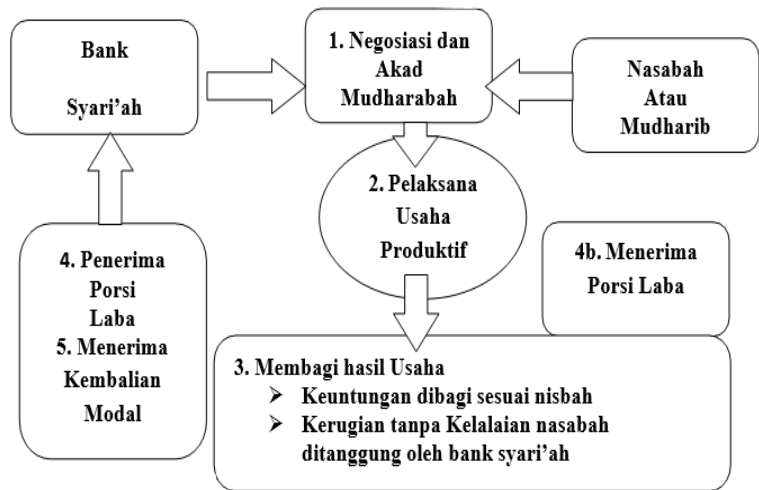 Bank
Syari’ah
1. Negosiasi dan
Akad
Mudharabah
Nasabah
Atau
Mudharib
2. Pelaksana
Usaha
Produktif
4. Penerima
Porsi
Laba
5. Menerima
Kembalian
Modal
4b. Menerima
Porsi Laba
3. Membagi hasil Usaha
➢ Keuntungan dibagi sesuai nisbah
➢ Kerugian tanpa Kelalaian nasabah
ditanggung oleh bank syari’ah